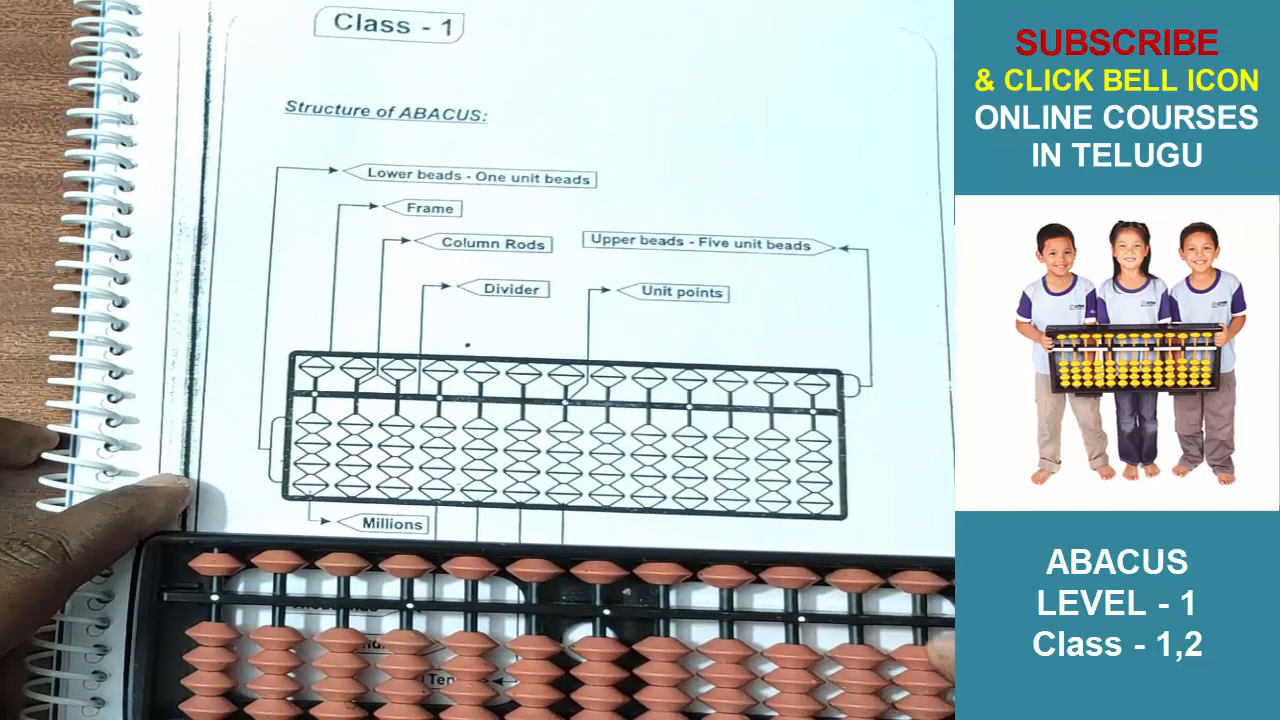 Class - 1
Structure of ABACUS:
Lower beads - One unit beads
Frame
Column Rods
Upper beads - Five unit beads
Divider
Unit points
Millions
Ten
SUBSCRIBE
& CLICK BELL ICON
ONLINE COURSES
IN TELUGU
ABACUS
LEVEL - 1
Class - 1,2